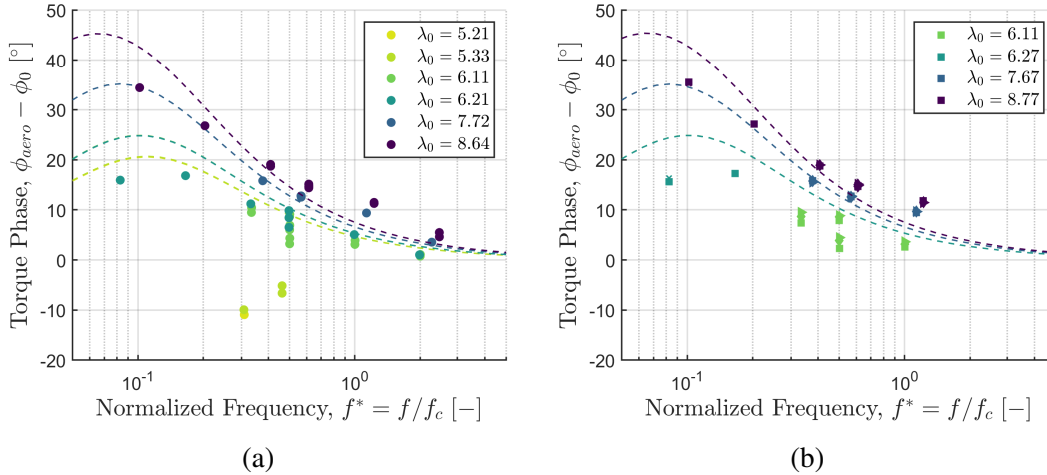 50
40
30
20
10
0
-10
-20
Torque Phase, ϕ_aero − ϕ_0 [°]
λ_0 = 5.21
λ_0 = 5.33
λ_0 = 6.11
λ_0 = 6.21
λ_0 = 7.72
λ_0 = 8.64
10^-1
10^0
Normalized Frequency, f* = f/f_c [−]
(a)
50
40
30
20
10
0
-10
-20
Torque Phase, ϕ_aero − ϕ_0 [°]
λ_0 = 6.11
λ_0 = 6.27
λ_0 = 7.67
λ_0 = 8.77
10^-1
10^0
Normalized Frequency, f* = f/f_c [−]
(b)